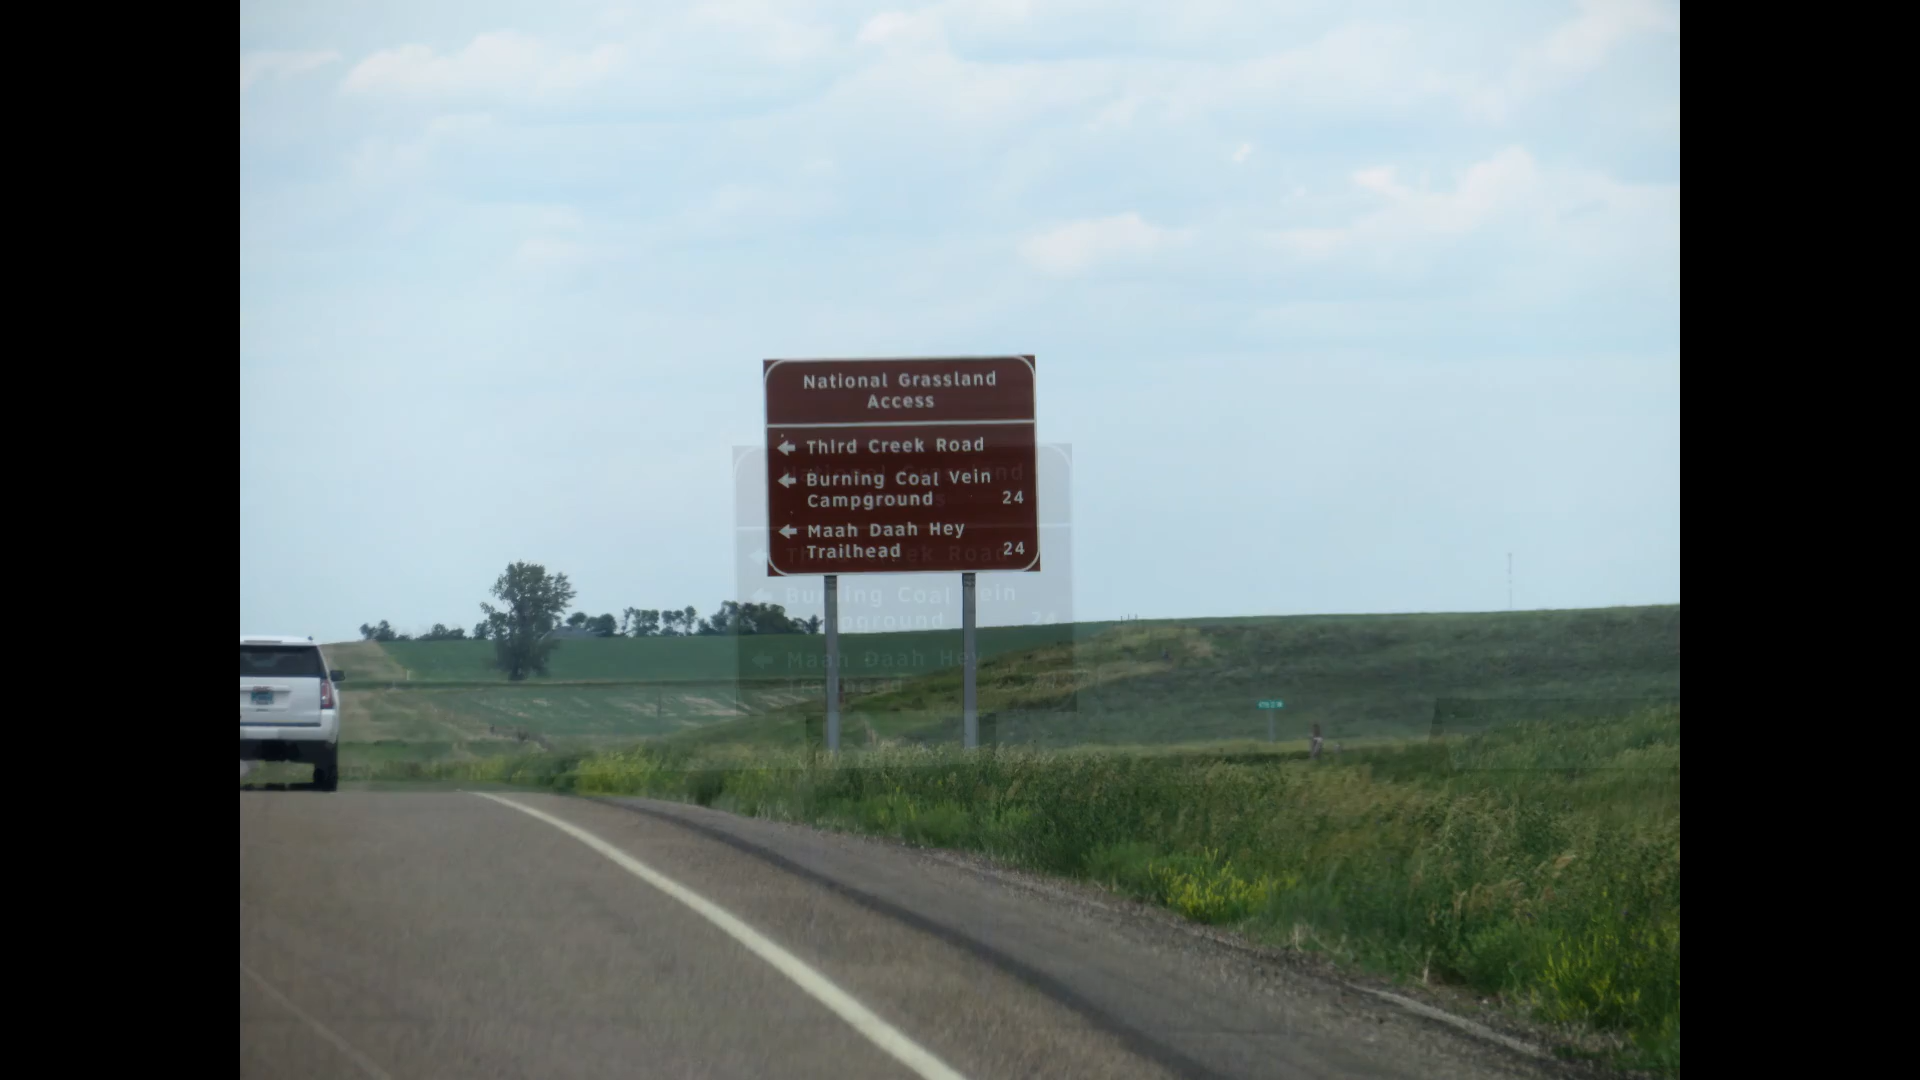 National Grassland
Access
← Third Creek Road
← Burning Coal Vein
Campground 24
← Maah Daah Hey
Trailhead 24